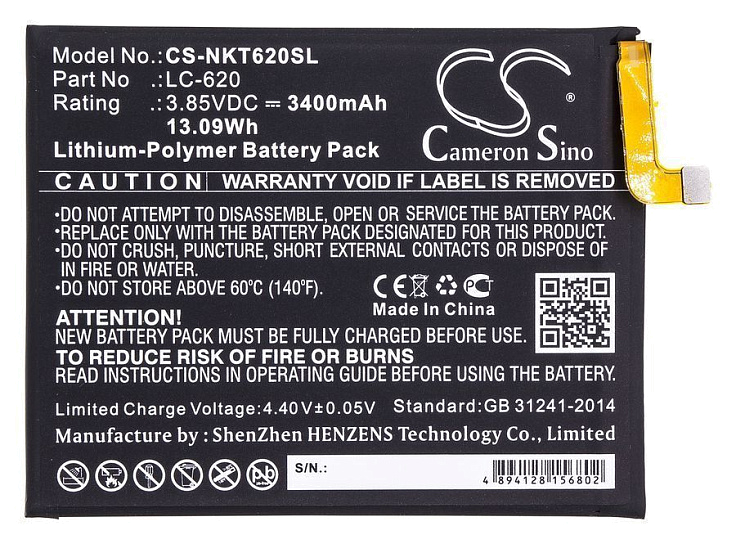 Model No.:CS-NKT620SL
Part No .:LC-620
Rating .:3.85VDC ⎓ 3400mAh
13.09Wh
Lithium-Polymer Battery Pack
CS ®
Cameron Sino
CAUTION WARRANTY VOID IF LABEL IS REMOVED
•DO NOT ATTEMPT TO DISASSEMBLE, OPEN OR SERVICE THE BATTERY PACK.
•REPLACE ONLY WITH THE BATTERY PACK DESIGNATED FOR THIS PRODUCT.
•DO NOT CRUSH, PUNCTURE, SHORT EXTERNAL CONTACTS OR DISPOSE OF
IN FIRE OR WATER.
•DO NOT STORE ABOVE 60°C (140°F).
CE PCT
Made In China
ATTENTION!
NEW BATTERY PACK MUST BE FULLY CHARGED BEFORE USE.
TO REDUCE RISK OF FIRE OR BURNS
READ INSTRUCTIONS IN OPERATING GUIDE BEFORE USING BATTERY PACK.
Limited Charge Voltage:4.40V±0.05V Standard:GB 31241-2014
Manufacture by : ShenZhen HENZENS Technology Co., Limited
pb
S/N.:
4 894128 156802